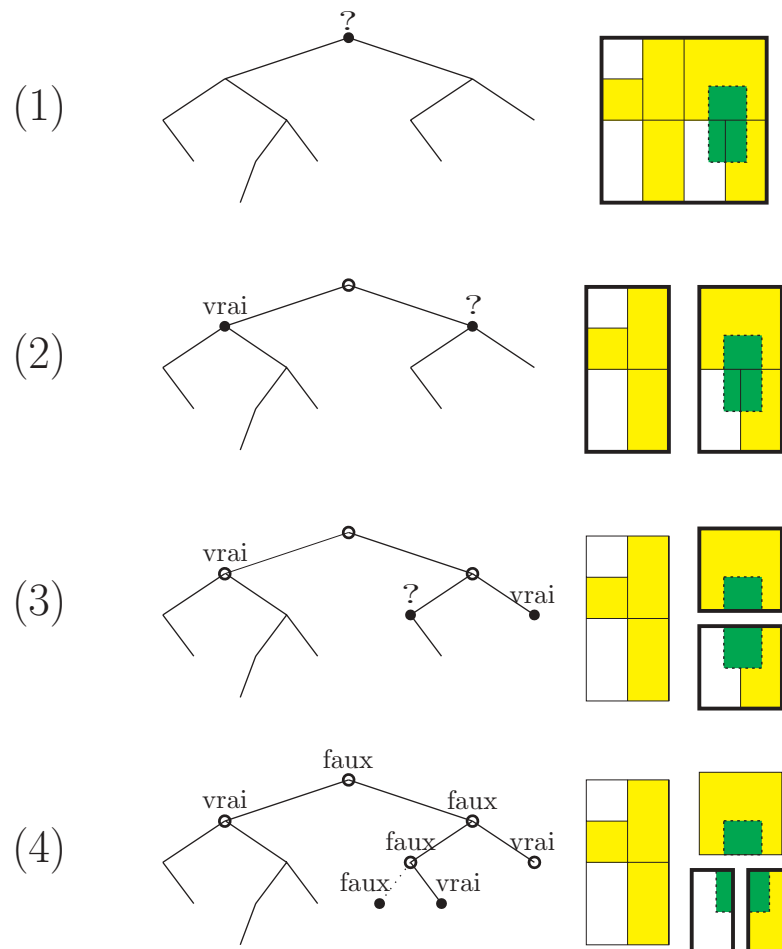 ?
(1)
vrai
?
(2)
vrai
?
vrai
(3)
faux
vrai
faux
faux
vrai
(4)
faux
vrai